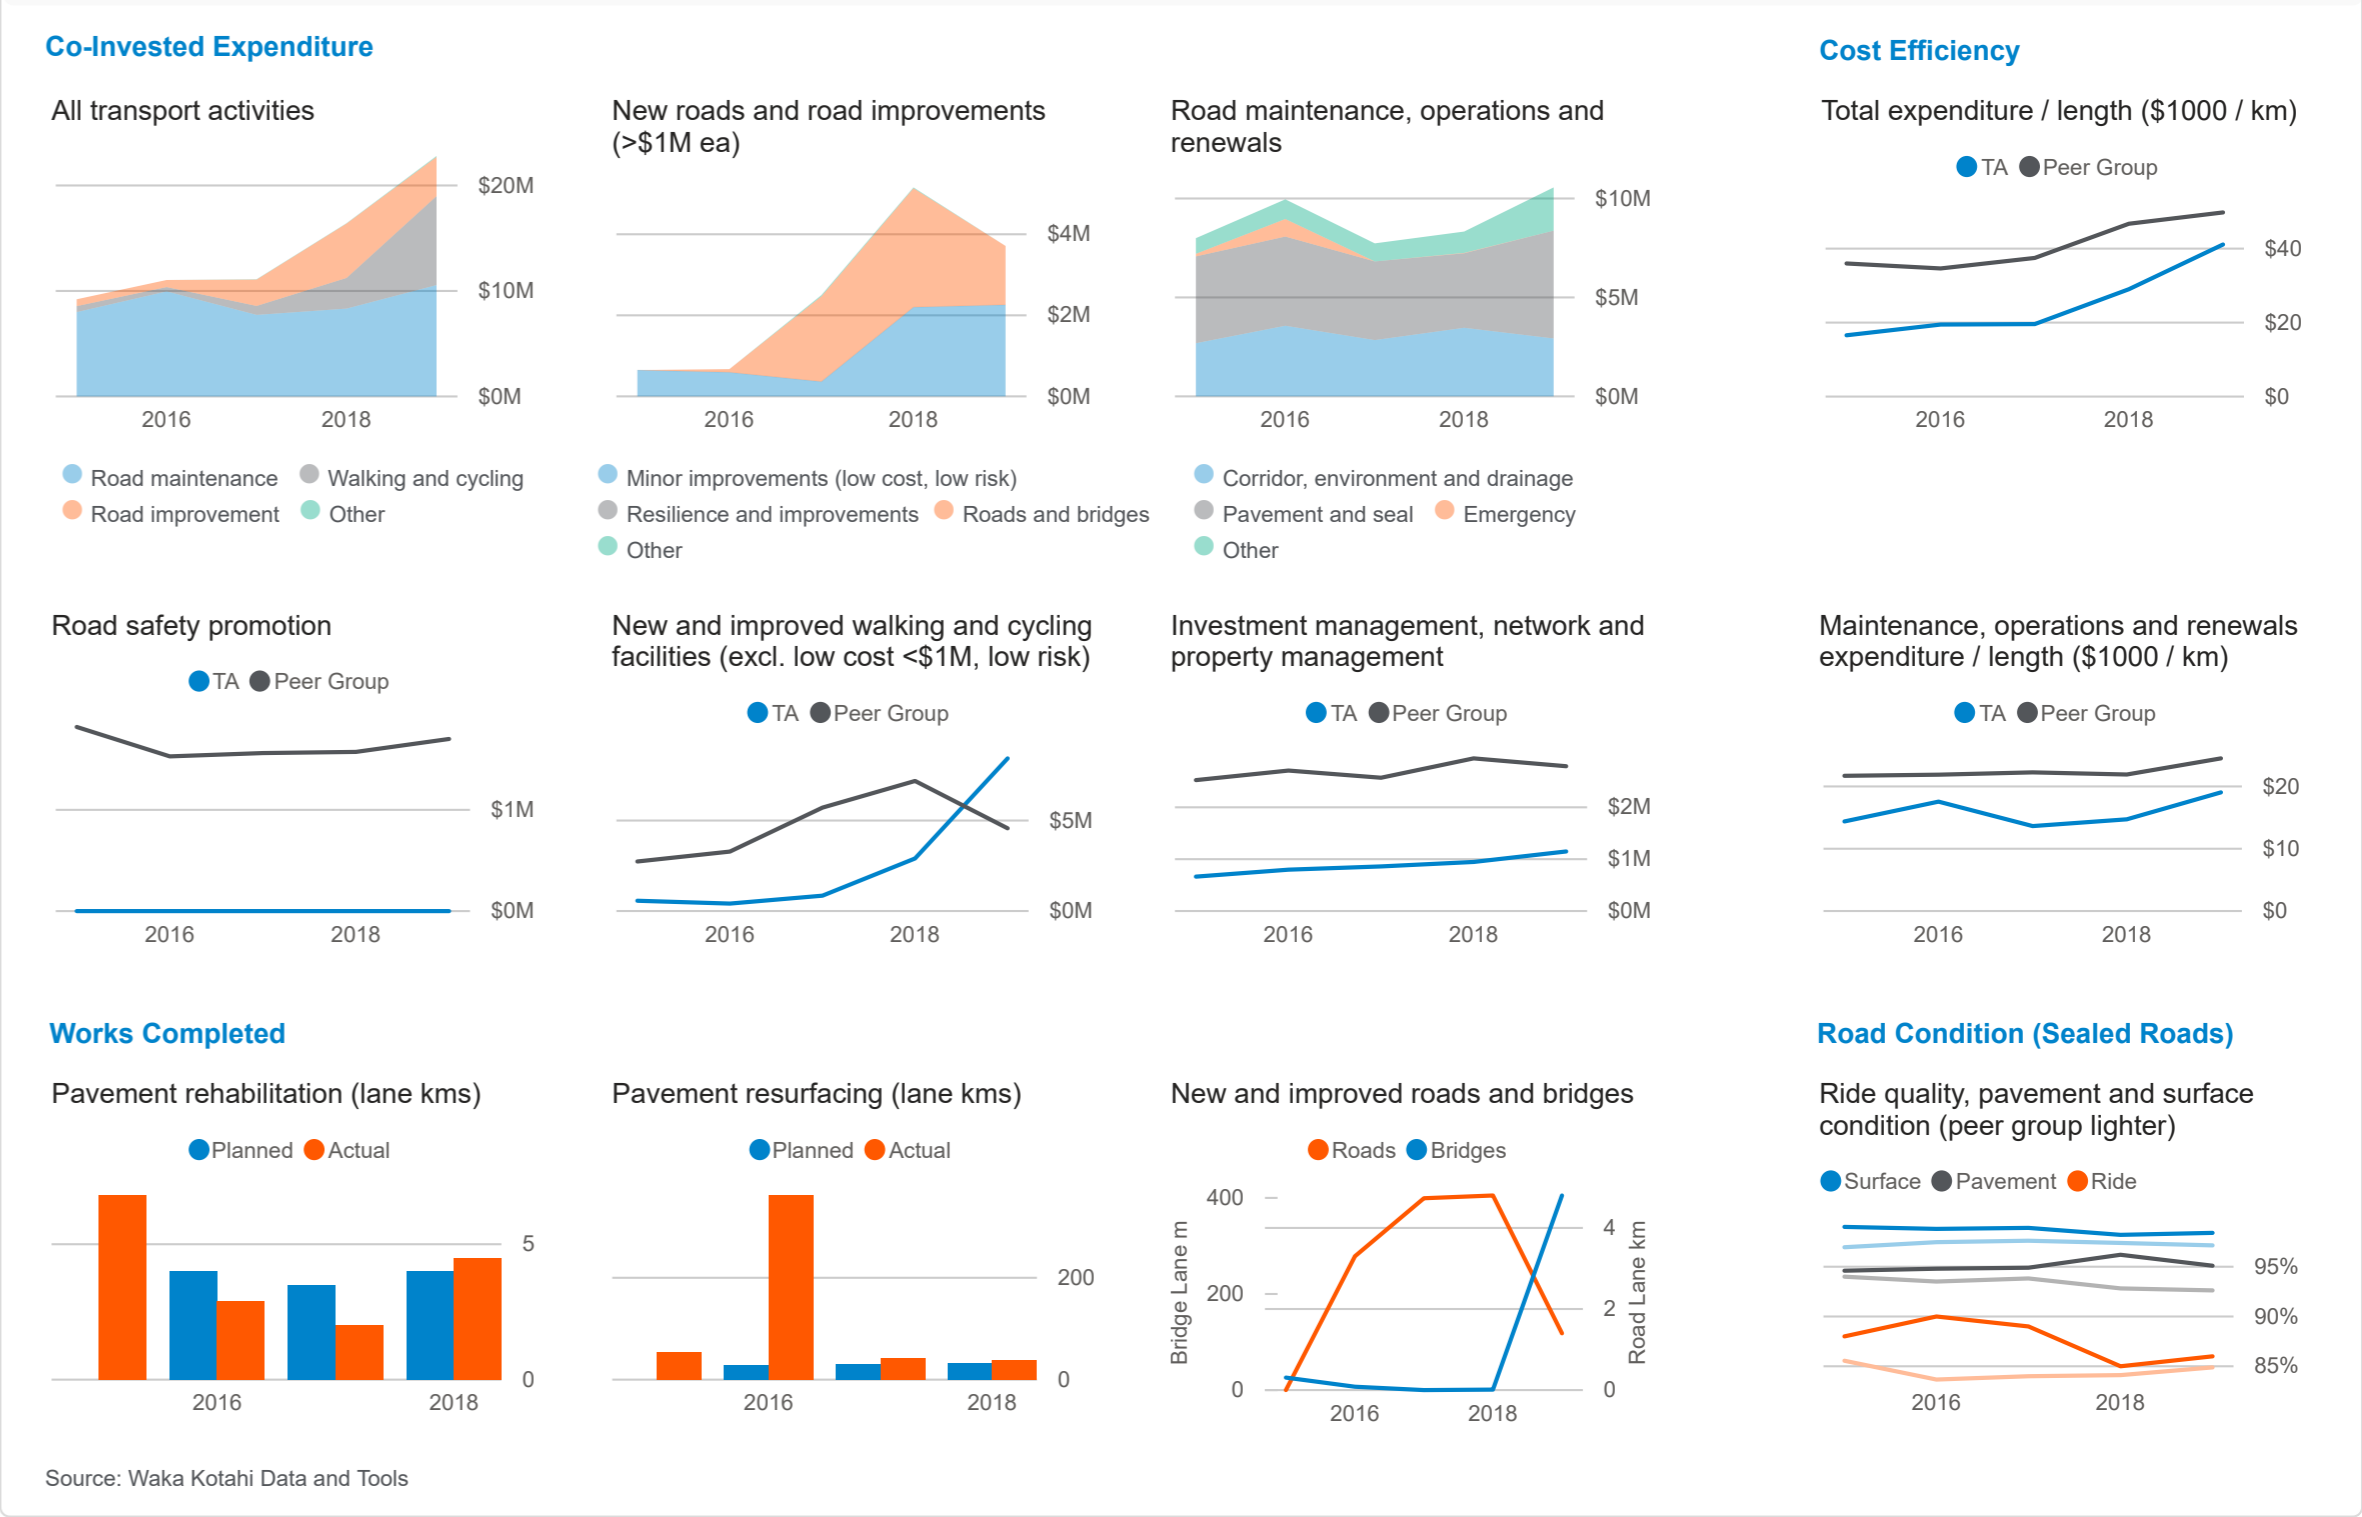 Co-Invested Expenditure
Cost Efficiency
All transport activities
$20M
$10M
$0M
2016 2018
Road maintenance Walking and cycling
Road improvement Other
New roads and road improvements
(>$1M ea)
$4M
$2M
$0M
2016 2018
Minor improvements (low cost, low risk)
Resilience and improvements Roads and bridges
Other
Road maintenance, operations and
renewals
$10M
$5M
$0M
2016 2018
Corridor, environment and drainage
Pavement and seal Emergency
Other
Total expenditure / length ($1000 / km)
TA Peer Group
$40
$20
$0
2016 2018
Road safety promotion
TA Peer Group
$1M
$0M
2016 2018
New and improved walking and cycling
facilities (excl. low cost <$1M, low risk)
TA Peer Group
$5M
$0M
2016 2018
Investment management, network and
property management
TA Peer Group
$2M
$1M
$0M
2016 2018
Maintenance, operations and renewals
expenditure / length ($1000 / km)
TA Peer Group
$20
$10
$0
2016 2018
Works Completed
Road Condition (Sealed Roads)
Pavement rehabilitation (lane kms)
Planned Actual
5
0
2016 2018
Pavement resurfacing (lane kms)
Planned Actual
200
0
2016 2018
New and improved roads and bridges
Roads Bridges
Bridge Lane m
400
200
0
4
2
0
Road Lane km
2016 2018
Ride quality, pavement and surface
condition (peer group lighter)
Surface Pavement Ride
95%
90%
85%
2016 2018
Source: Waka Kotahi Data and Tools